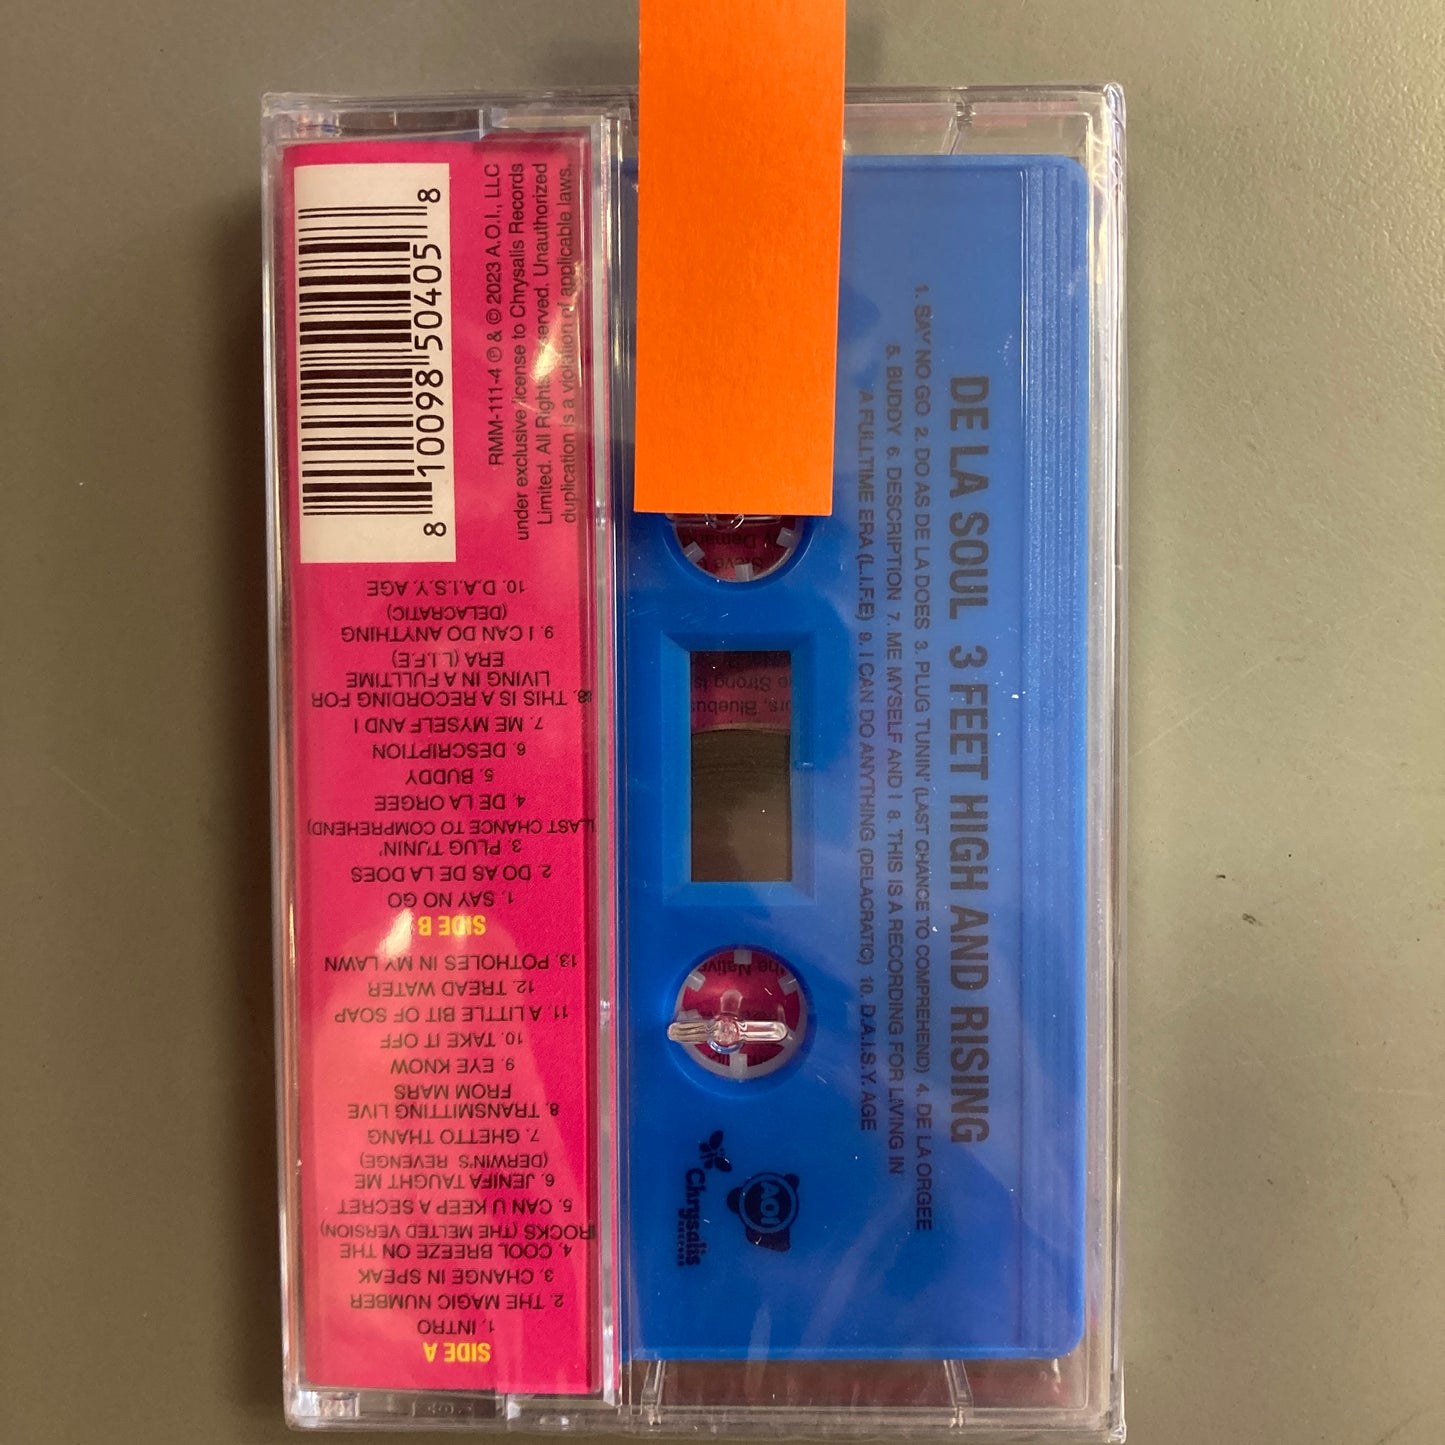 8 10098 50405 8
RMM-111-4 ℗ & © 2023 A.O.I., LLC
under exclusive license to Chrysalis Records
Limited. All Rights served. Unauthorized
duplication is a violation of applicable laws.
SIDE A
1. INTRO
2. THE MAGIC NUMBER
3. CHANGE IN SPEAK
4. COOL BREEZE ON THE
ROCKS (THE MELTED VERSION)
5. CAN U KEEP A SECRET
6. JENIFA TAUGHT ME
(DERWIN'S REVENGE)
7. GHETTO THANG
8. TRANSMITTING LIVE
FROM MARS
9. EYE KNOW
10. TAKE IT OFF
11. A LITTLE BIT OF SOAP
12. TREAD WATER
13. POTHOLES IN MY LAWN
SIDE B
1. SAY NO GO
2. DO AS DE LA DOES
3. PLUG TUNIN'
(LAST CHANCE TO COMPREHEND)
4. DE LA ORGEE
5. BUDDY
6. DESCRIPTION
7. ME MYSELF AND I
8. THIS IS A RECORDING FOR
LIVING IN A FULLTIME
ERA (L.I.F.E)
9. I CAN DO ANYTHING
(DELACRATIC)
10. D.A.I.S.Y. AGE
DE LA SOUL 3 FEET HIGH AND RISING
1. SAY NO GO 2. DO AS DE LA DOES 3. PLUG TUNIN' (LAST CHANCE TO COMPREHEND) 4. DE LA ORGEE
5. BUDDY 6. DESCRIPTION 7. ME MYSELF AND I 8. THIS IS A RECORDING FOR LIVING IN
A FULLTIME ERA (L.I.F.E) 9. I CAN DO ANYTHING (DELACRATIC) 10. D.A.I.S.Y. AGE
AOI
Chrysalis
RECORDS
Steve
e Strong is
rs, Bluebus
the Native